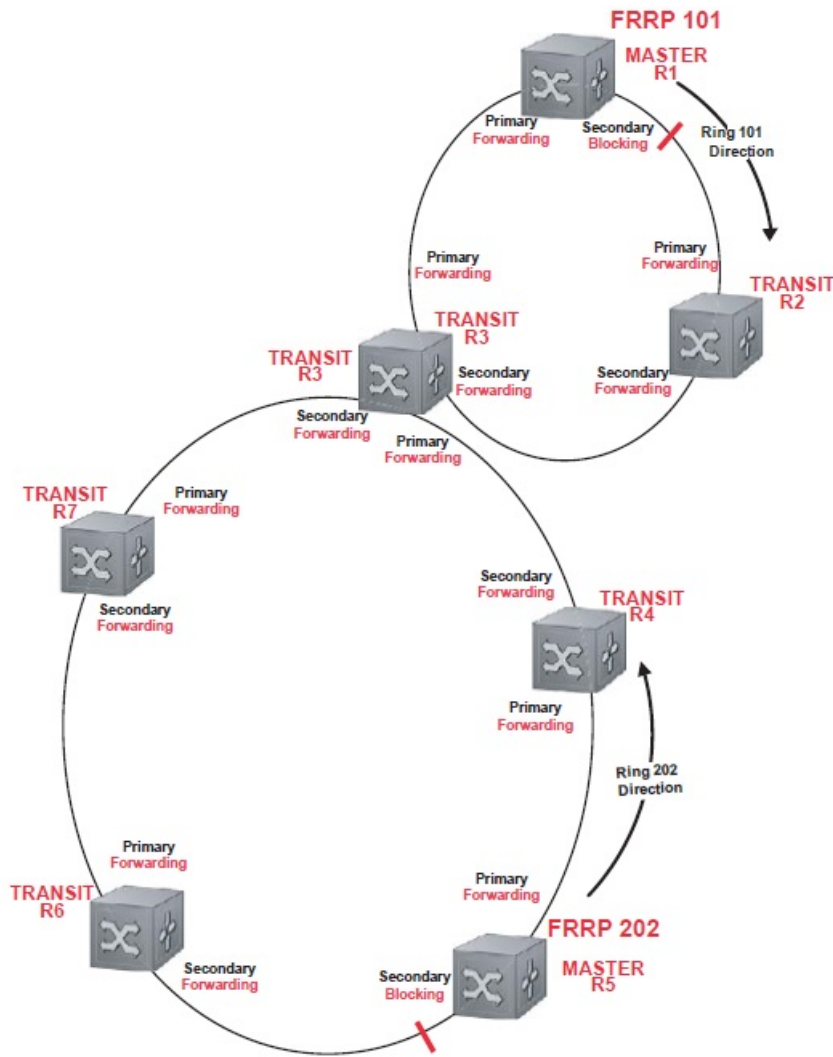 FRRP 101
MASTER
R1
Primary
Forwarding
Secondary
Blocking
Ring 101
Direction
Primary
Forwarding
Primary
Forwarding
TRANSIT
R2
TRANSIT
R3
TRANSIT
R3
Secondary
Forwarding
Secondary
Forwarding
Secondary
Forwarding
Primary
Forwarding
TRANSIT
R7
Primary
Forwarding
Secondary
Forwarding
Secondary
Forwarding
TRANSIT
R4
Primary
Forwarding
Ring 202
Direction
Primary
Forwarding
TRANSIT
R6
Primary
Forwarding
FRRP 202
Secondary
Forwarding
Secondary
Blocking
MASTER
R5